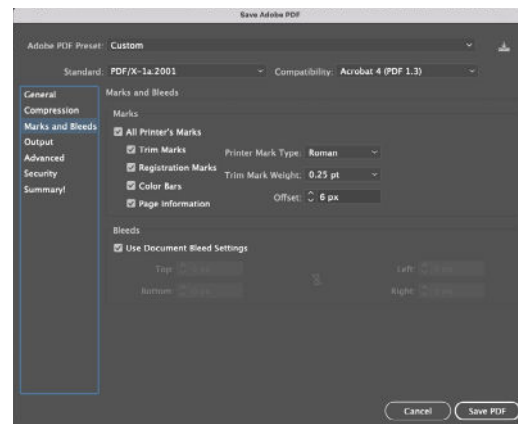 Save Adobe PDF
Adobe PDF Preset: Custom
Standard: PDF/X-1a:2001 Compatibility: Acrobat 4 (PDF 1.3)
General
Compression
Marks and Bleeds
Output
Advanced
Security
Summary!
Marks and Bleeds
Marks
All Printer's Marks
Trim Marks
Registration Marks
Color Bars
Page Information
Printer Mark Type: Roman
Trim Mark Weight: 0.25 pt
Offset: 6 px
Bleeds
Use Document Bleed Settings
Top:
Left:
Bottom:
Right:
Cancel
Save PDF